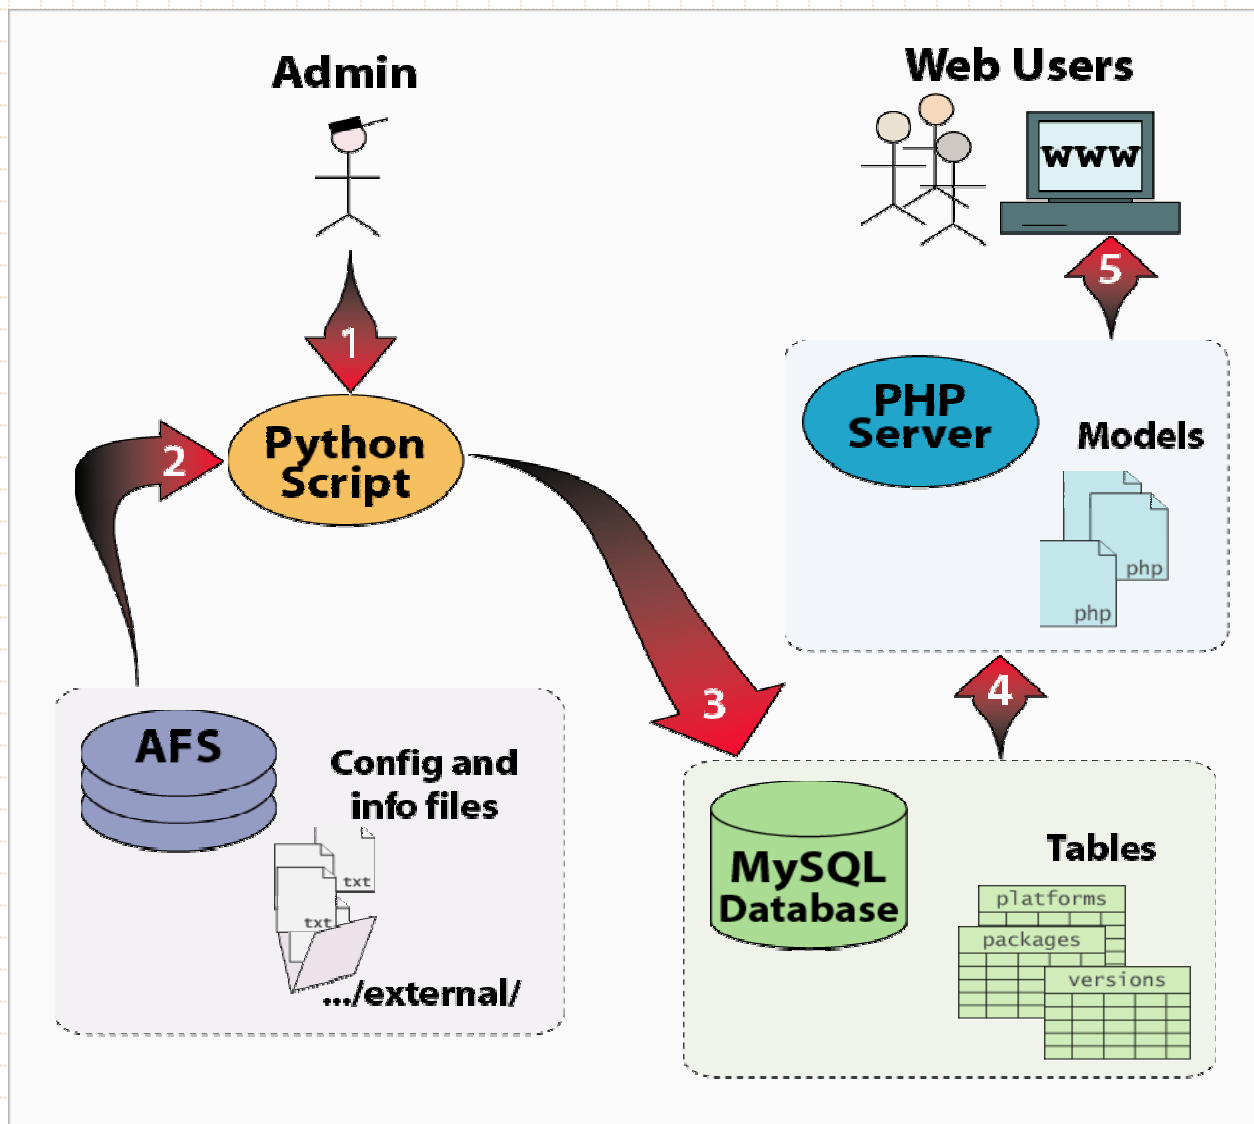 Admin
Web Users
www
5
1
PHP
Server
Models
Python
Script
2
php
php
3
4
AFS
Config and
info files
txt
txt
.../external/
MySQL
Database
Tables
platforms
packages
versions